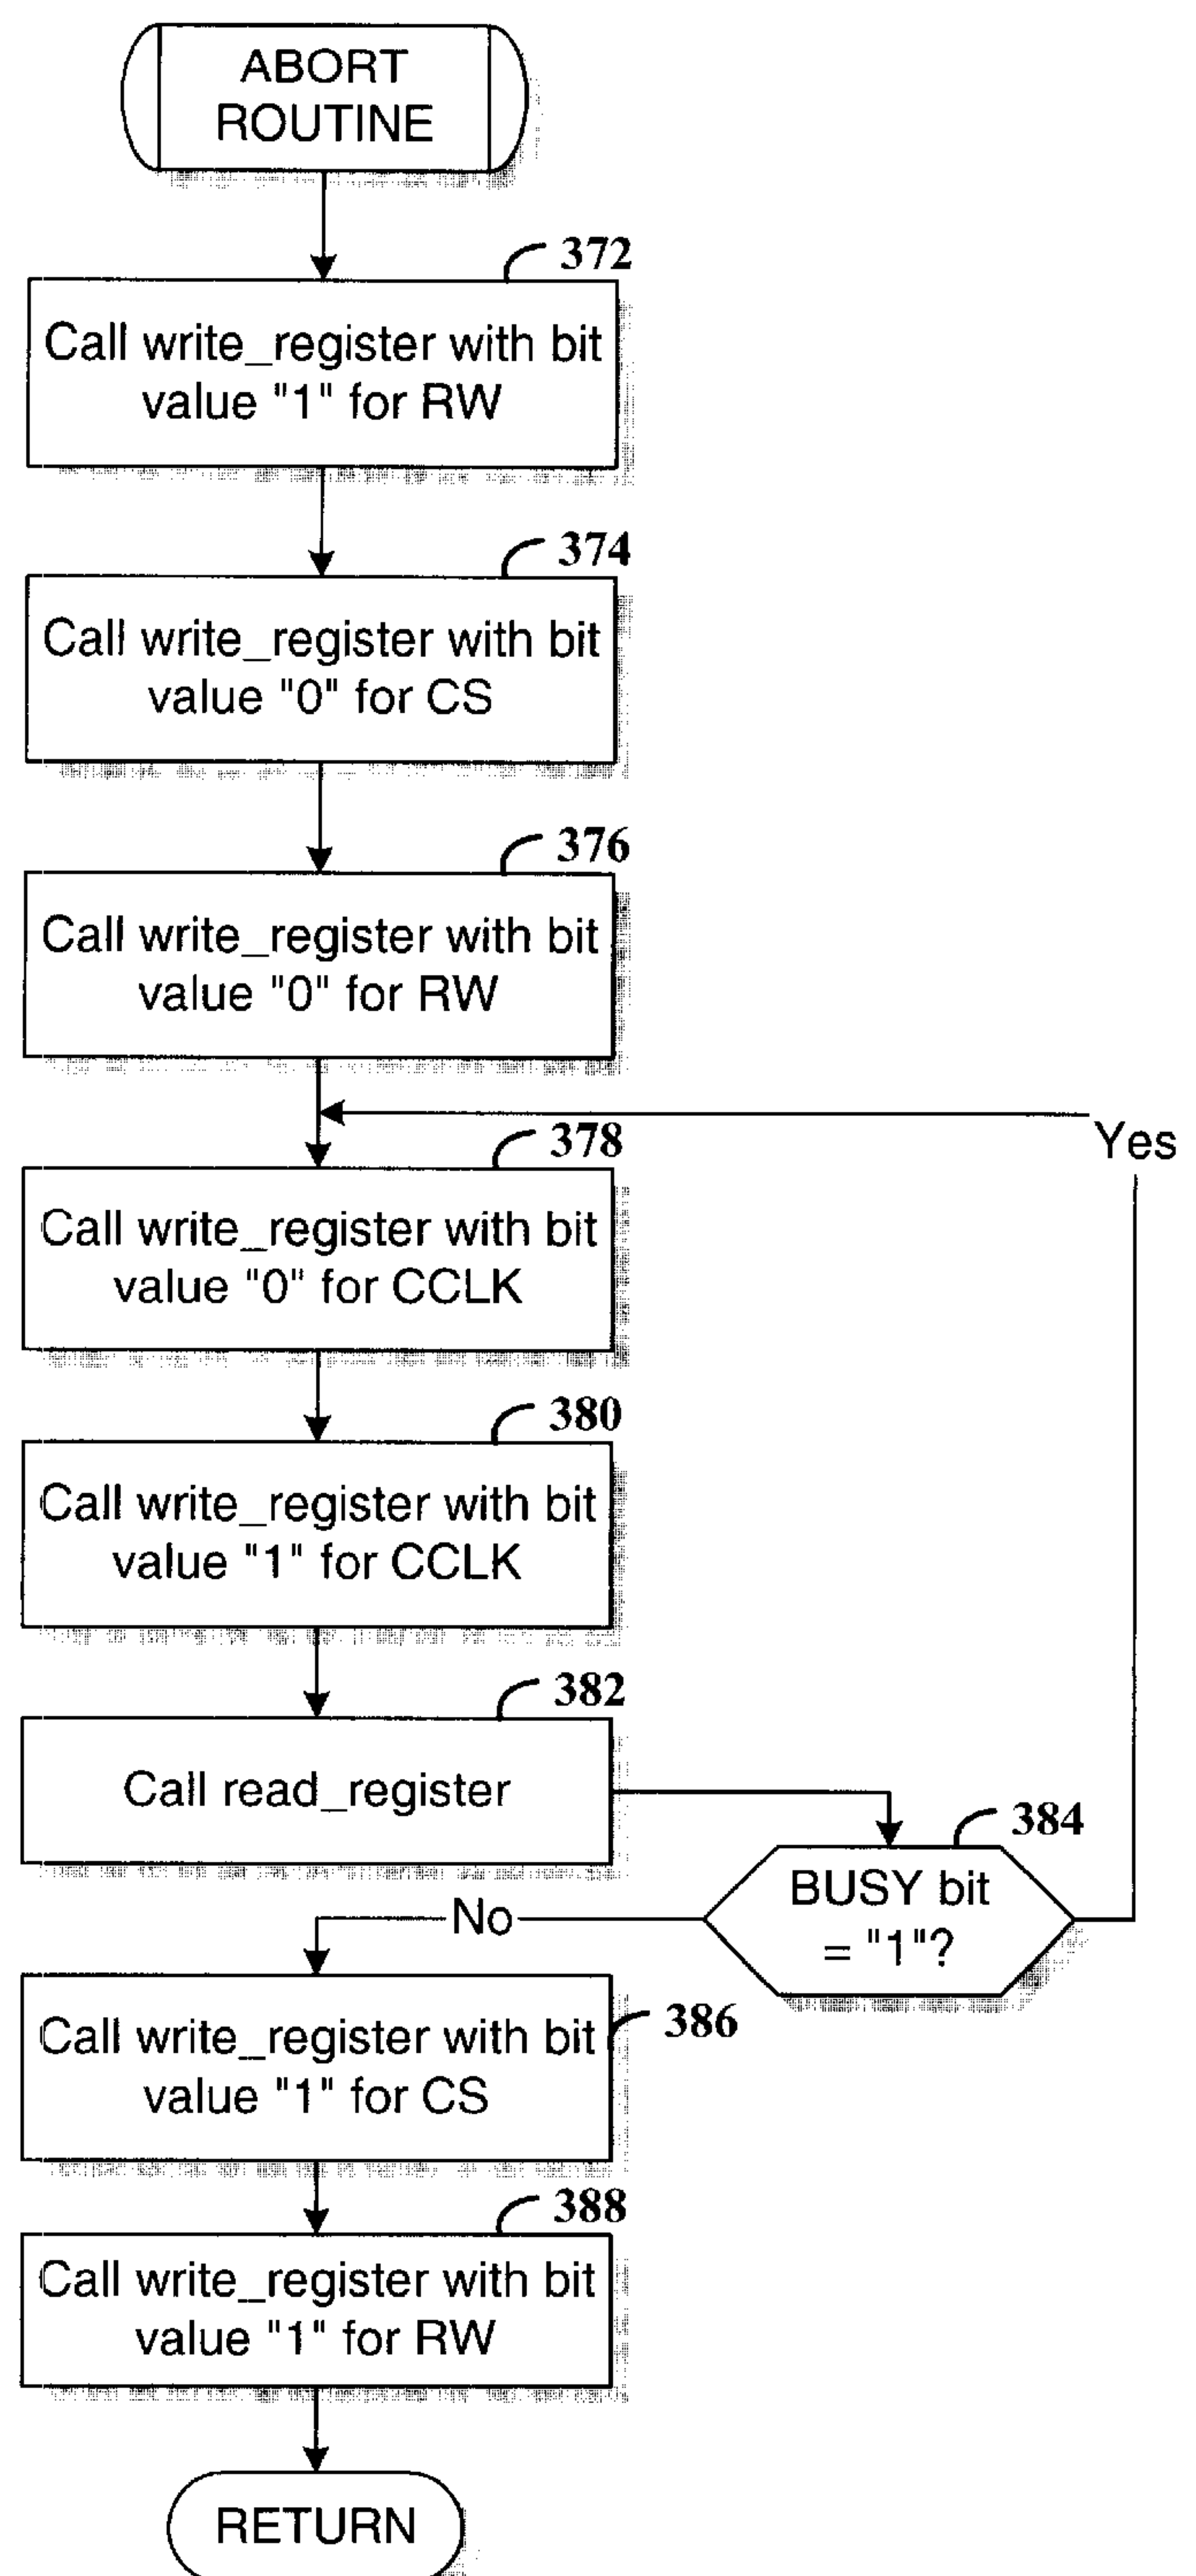 ABORT
ROUTINE
372
Call write_register with bit
value "1" for RW
374
Call write_register with bit
value "0" for CS
376
Call write_register with bit
value "0" for RW
Yes
378
Call write_register with bit
value "0" for CCLK
380
Call write_register with bit
value "1" for CCLK
382
Call read_register
384
BUSY bit
= "1"?
No
386
Call write_register with bit
value "1" for CS
388
Call write_register with bit
value "1" for RW
RETURN